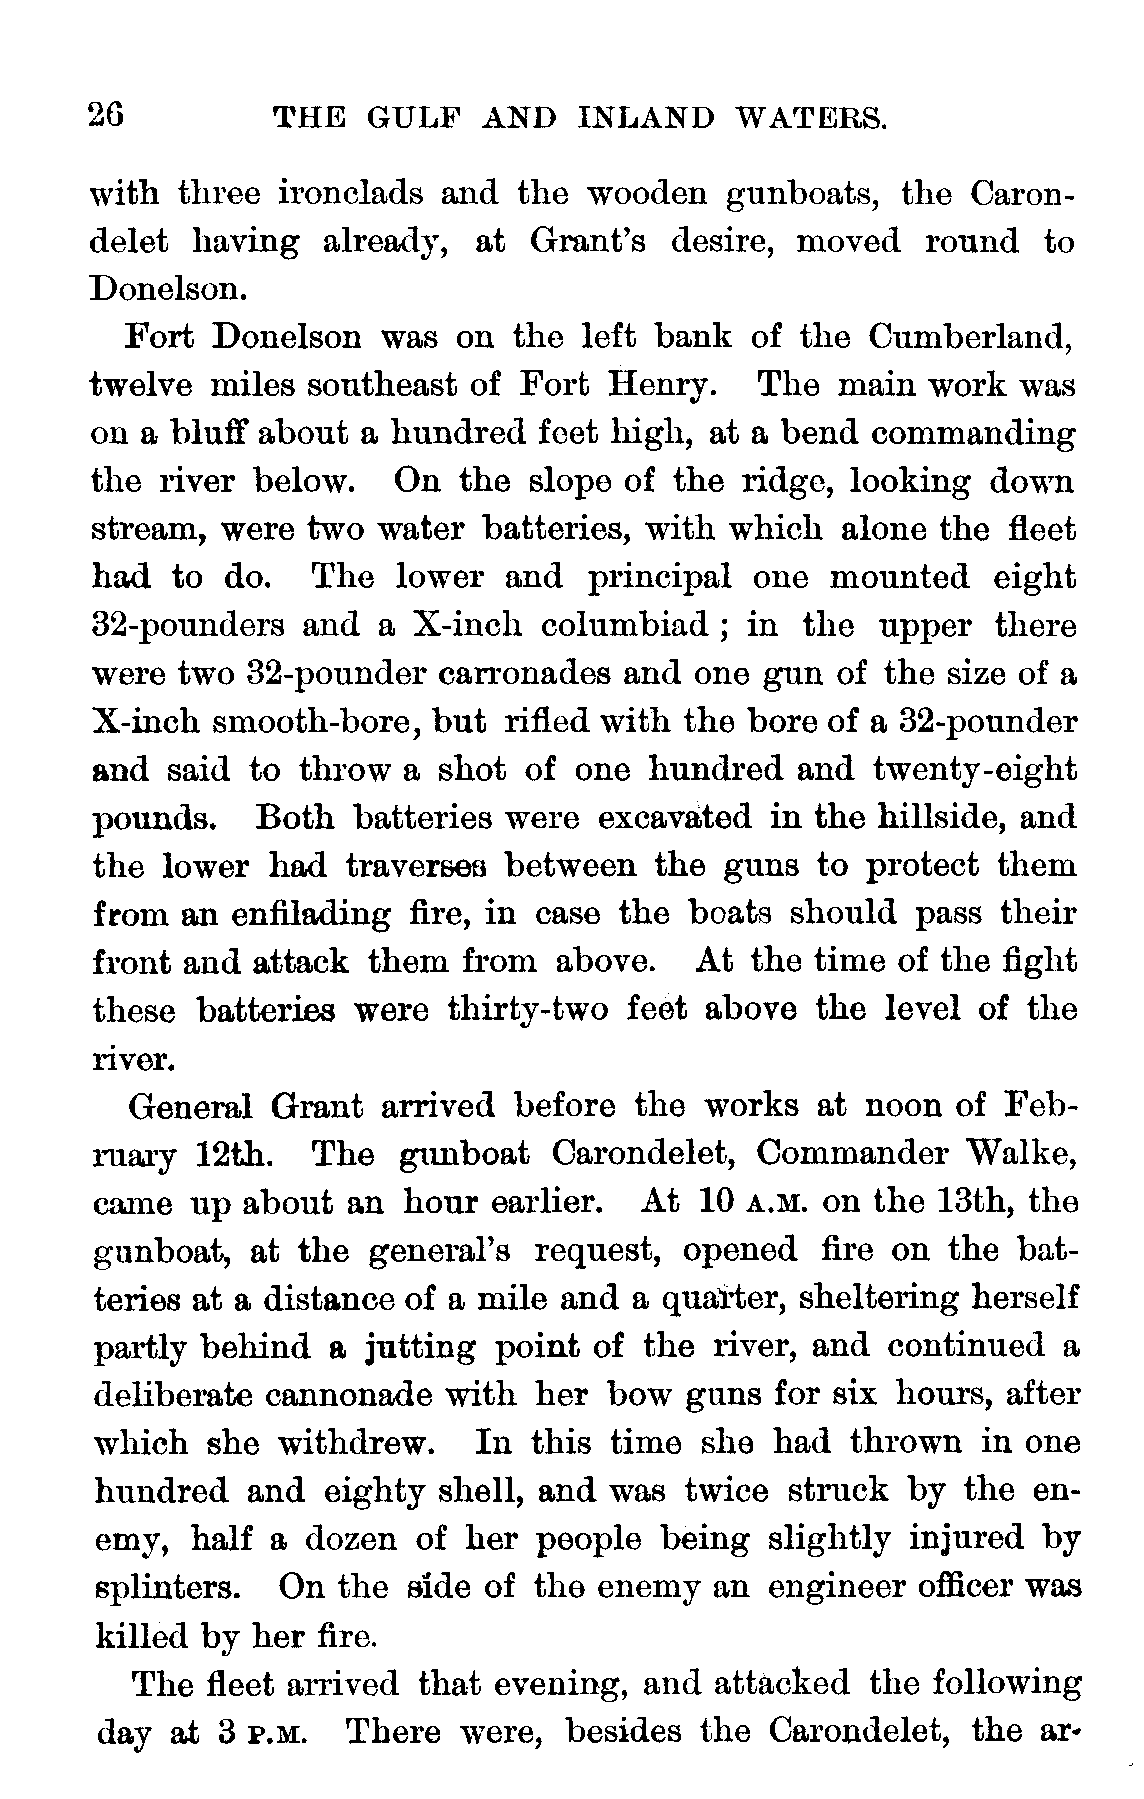 26 THE GULF AND INLAND WATERS.
with three ironclads and the wooden gunboats, the Caron-
delet having already, at Grant's desire, moved round to
Donelson.
Fort Donelson was on the left bank of the Cumberland,
twelve miles southeast of Fort Henry. The main work was
on a bluff about a hundred feet high, at a bend commanding
the river below. On the slope of the ridge, looking down
stream, were two water batteries, with which alone the fleet
had to do. The lower and principal one mounted eight
32-pounders and a X-inch columbiad ; in the upper there
were two 32-pounder carronades and one gun of the size of a
X-inch smooth-bore, but rifled with the bore of a 32-pounder
and said to throw a shot of one hundred and twenty-eight
pounds. Both batteries were excavated in the hillside, and
the lower had traverses between the guns to protect them
from an enfilading fire, in case the boats should pass their
front and attack them from above. At the time of the fight
these batteries were thirty-two feet above the level of the
river.
General Grant arrived before the works at noon of Feb-
ruary 12th. The gunboat Carondelet, Commander Walke,
came up about an hour earlier. At 10 A.M. on the 13th, the
gunboat, at the general's request, opened fire on the bat-
teries at a distance of a mile and a quarter, sheltering herself
partly behind a jutting point of the river, and continued a
deliberate cannonade with her bow guns for six hours, after
which she withdrew. In this time she had thrown in one
hundred and eighty shell, and was twice struck by the en-
emy, half a dozen of her people being slightly injured by
splinters. On the side of the enemy an engineer officer was
killed by her fire.
The fleet arrived that evening, and attacked the following
day at 3 P.M. There were, besides the Carondelet, the ar-